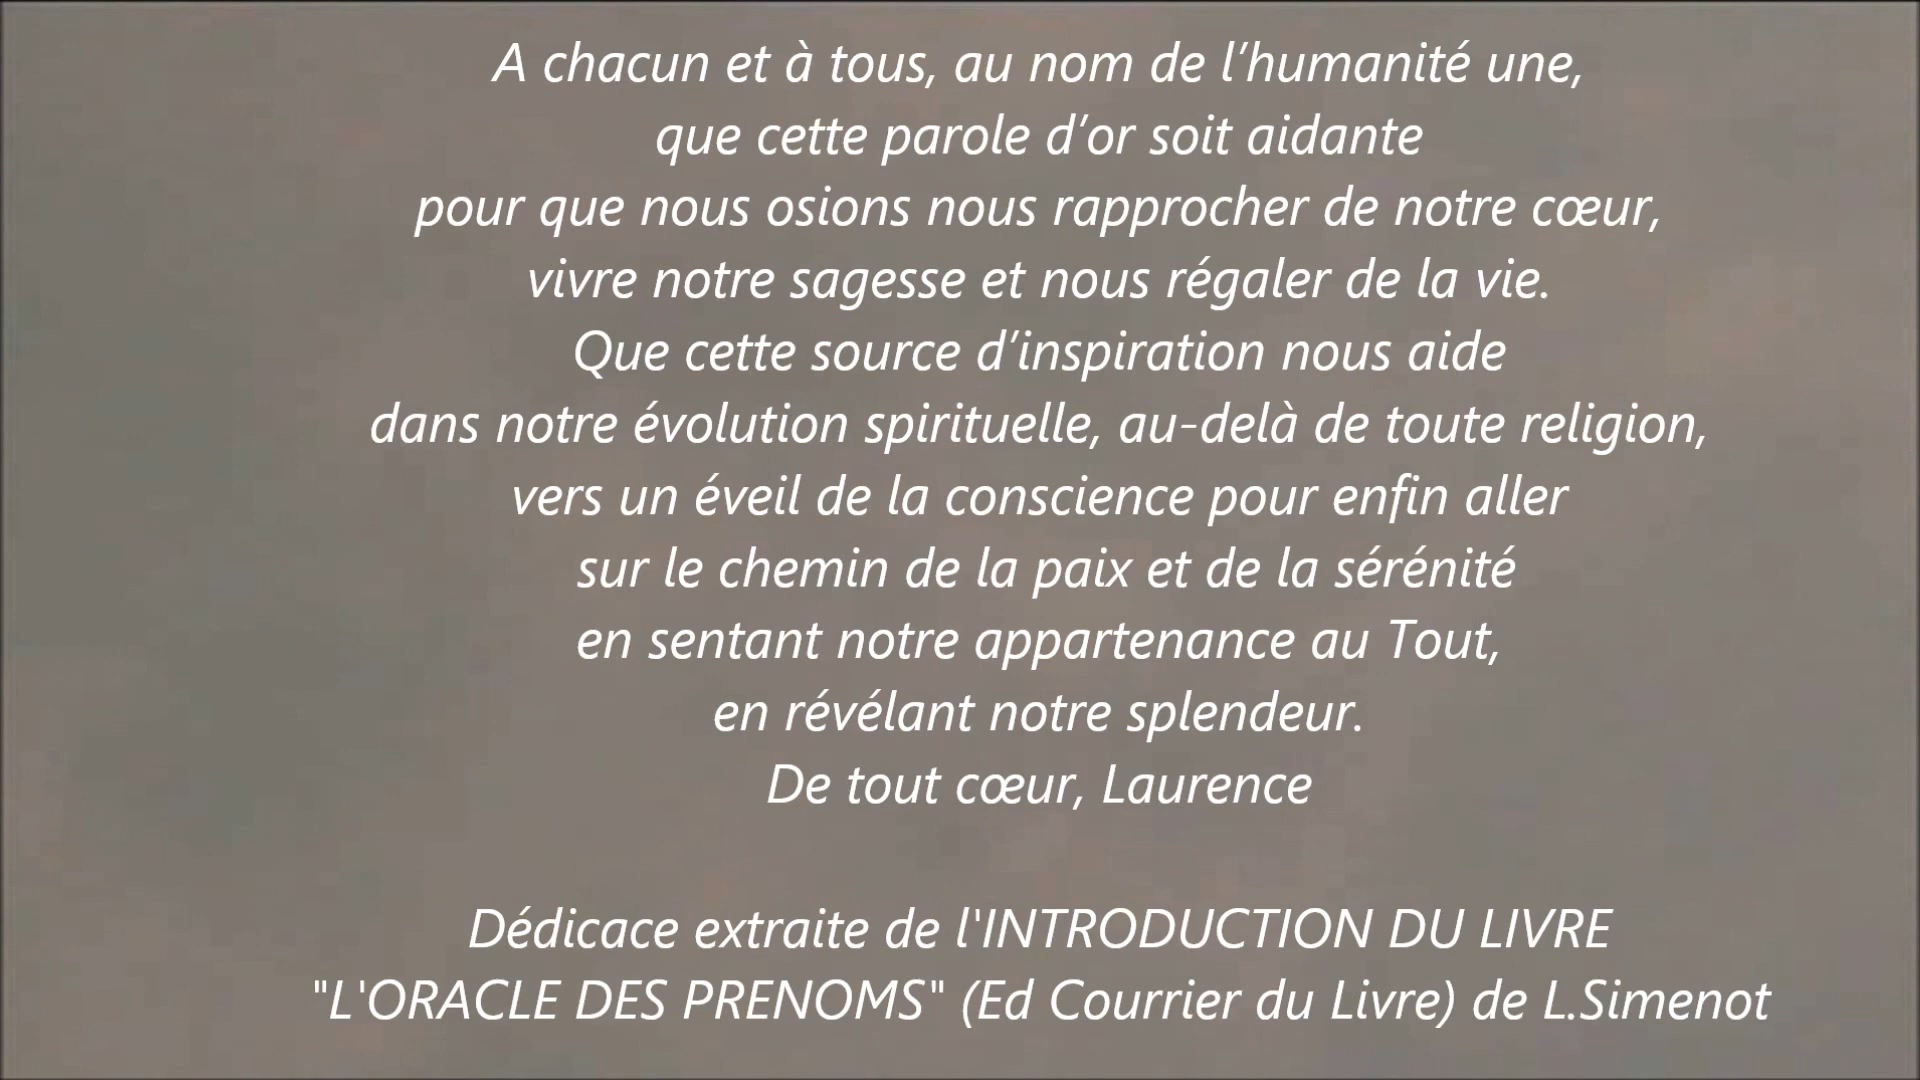 A chacun et à tous, au nom de l’humanité une,
que cette parole d’or soit aidante
pour que nous osions nous rapprocher de notre cœur,
vivre notre sagesse et nous régaler de la vie.
Que cette source d’inspiration nous aide
dans notre évolution spirituelle, au-delà de toute religion,
vers un éveil de la conscience pour enfin aller
sur le chemin de la paix et de la sérénité
en sentant notre appartenance au Tout,
en révélant notre splendeur.
De tout cœur, Laurence
Dédicace extraite de l'INTRODUCTION DU LIVRE
"L'ORACLE DES PRENOMS" (Ed Courrier du Livre) de L.Simenot